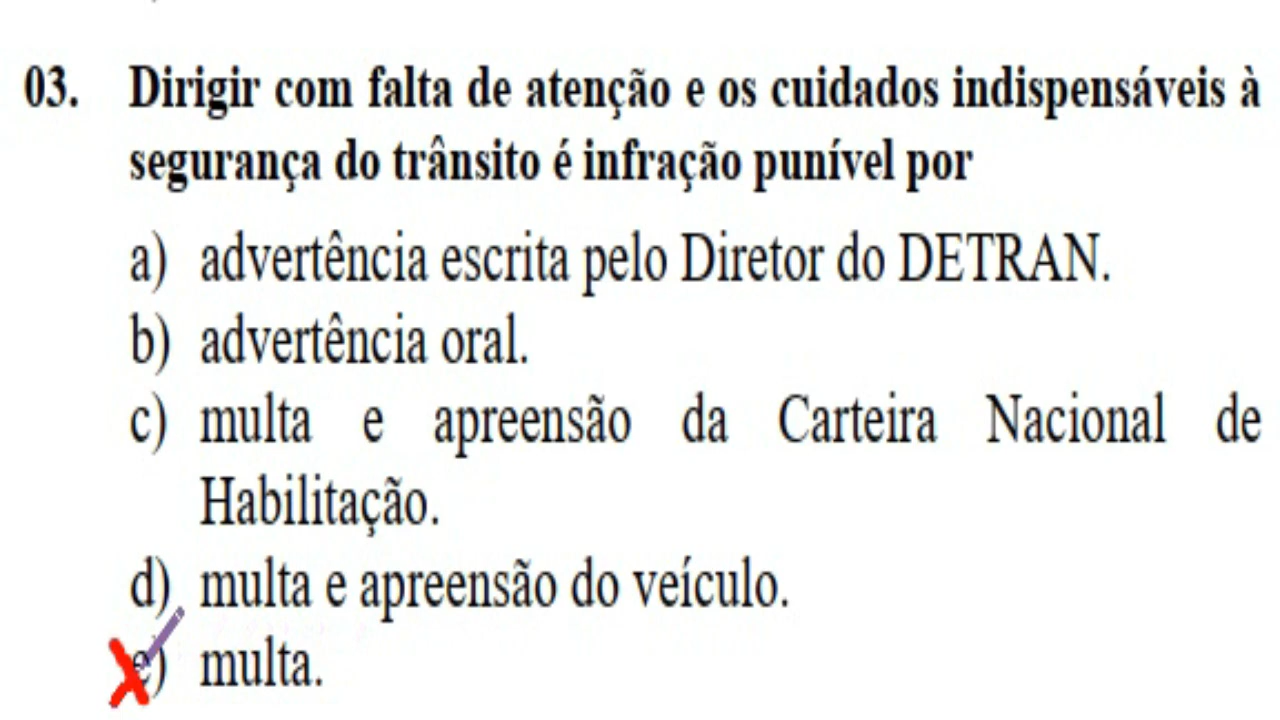 03. Dirigir com falta de atenção e os cuidados indispensáveis à
segurança do trânsito é infração punível por
a) advertência escrita pelo Diretor do DETRAN.
b) advertência oral.
c) multa e apreensão da Carteira Nacional de
Habilitação.
d) multa e apreensão do veículo.
e) multa.